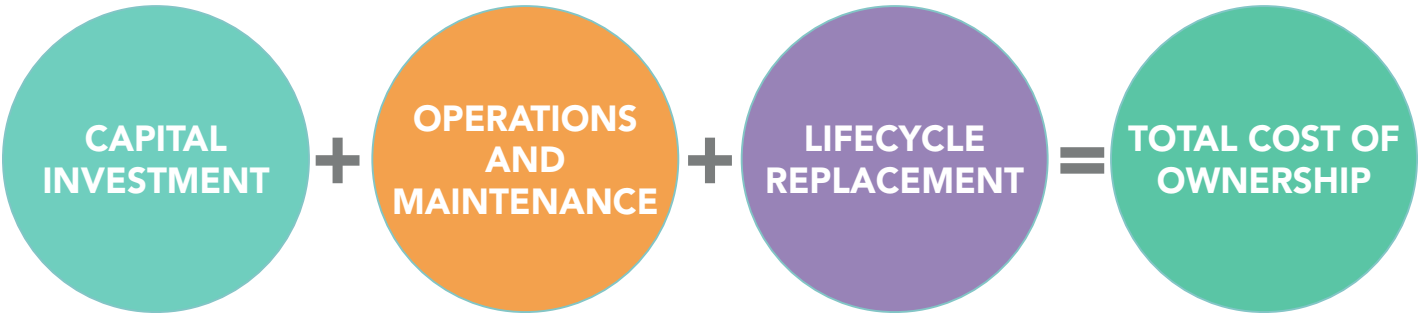 CAPITAL
INVESTMENT
+
OPERATIONS
AND
MAINTENANCE
+
LIFECYCLE
REPLACEMENT
=
TOTAL COST OF
OWNERSHIP